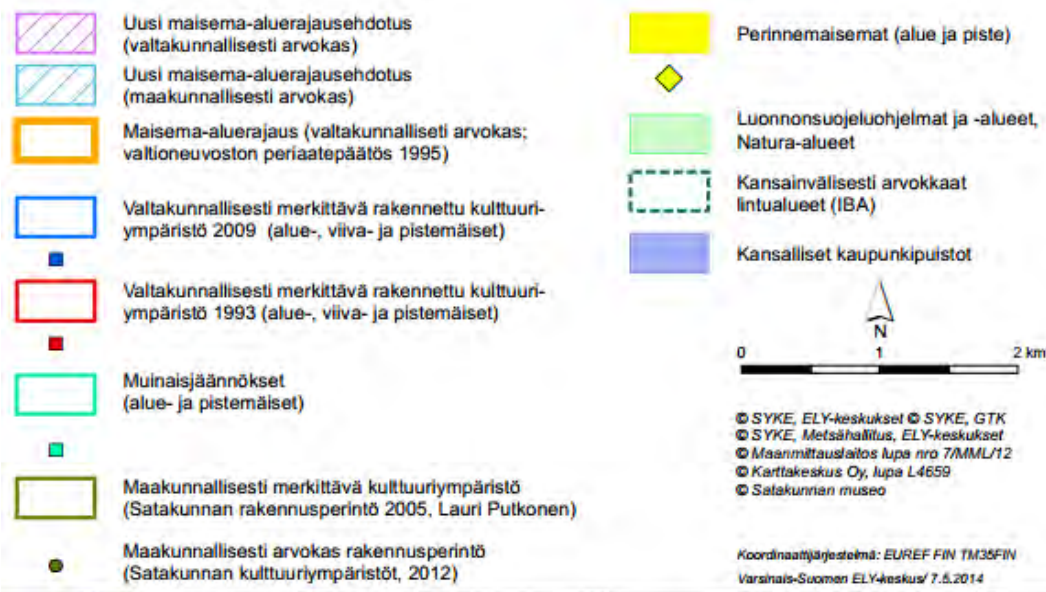 Uusi maisema-aluerajausehdotus
(valtakunnallisesti arvokas)
Uusi maisema-aluerajausehdotus
(maakunnallisesti arvokas)
Maisema-aluerajaus (valtakunnalliseti arvokas;
valtioneuvoston periaatepäätös 1995)
Valtakunnallisesti merkittävä rakennettu kulttuuri-
ympäristö 2009 (alue-, viiva- ja pistemäiset)
Valtakunnallisesti merkittävä rakennettu kulttuuri-
ympäristö 1993 (alue-, viiva- ja pistemäiset)
Muinaisjäännökset
(alue- ja pistemäiset)
Maakunnallisesti merkittävä kulttuuriympäristö
(Satakunnan rakennusperintö 2005, Lauri Putkonen)
Maakunnallisesti arvokas rakennusperintö
(Satakunnan kulttuuriympäristöt, 2012)
Perinnemaisemat (alue ja piste)
Luonnonsuojeluohjelmat ja -alueet,
Natura-alueet
Kansainvälisesti arvokkaat
lintualueet (IBA)
Kansalliset kaupunkipuistot
N
0 1 2 km
© SYKE, ELY-keskukset © SYKE, GTK
© SYKE, Metsähallitus, ELY-keskukset
© Maanmittauslaitos lupa nro 7/MML/12
© Karttakeskus Oy, lupa L4659
© Satakunnan museo
Koordinaattijärjestelmä: EUREF FIN TM35FIN
Varsinais-Suomen ELY-keskus/ 7.5.2014